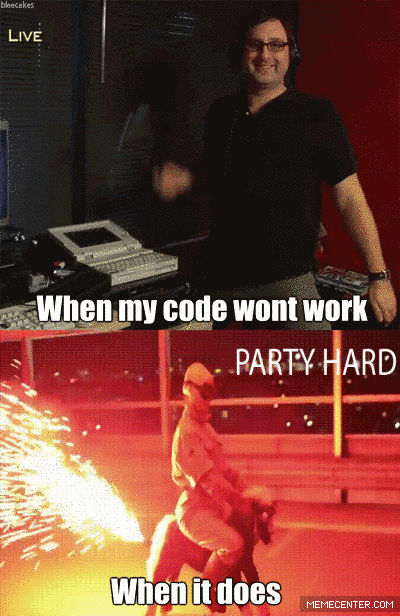 bleecakes
LIVE
When my code wont work
PARTY HARD
When it does
MEMECENTER.COM